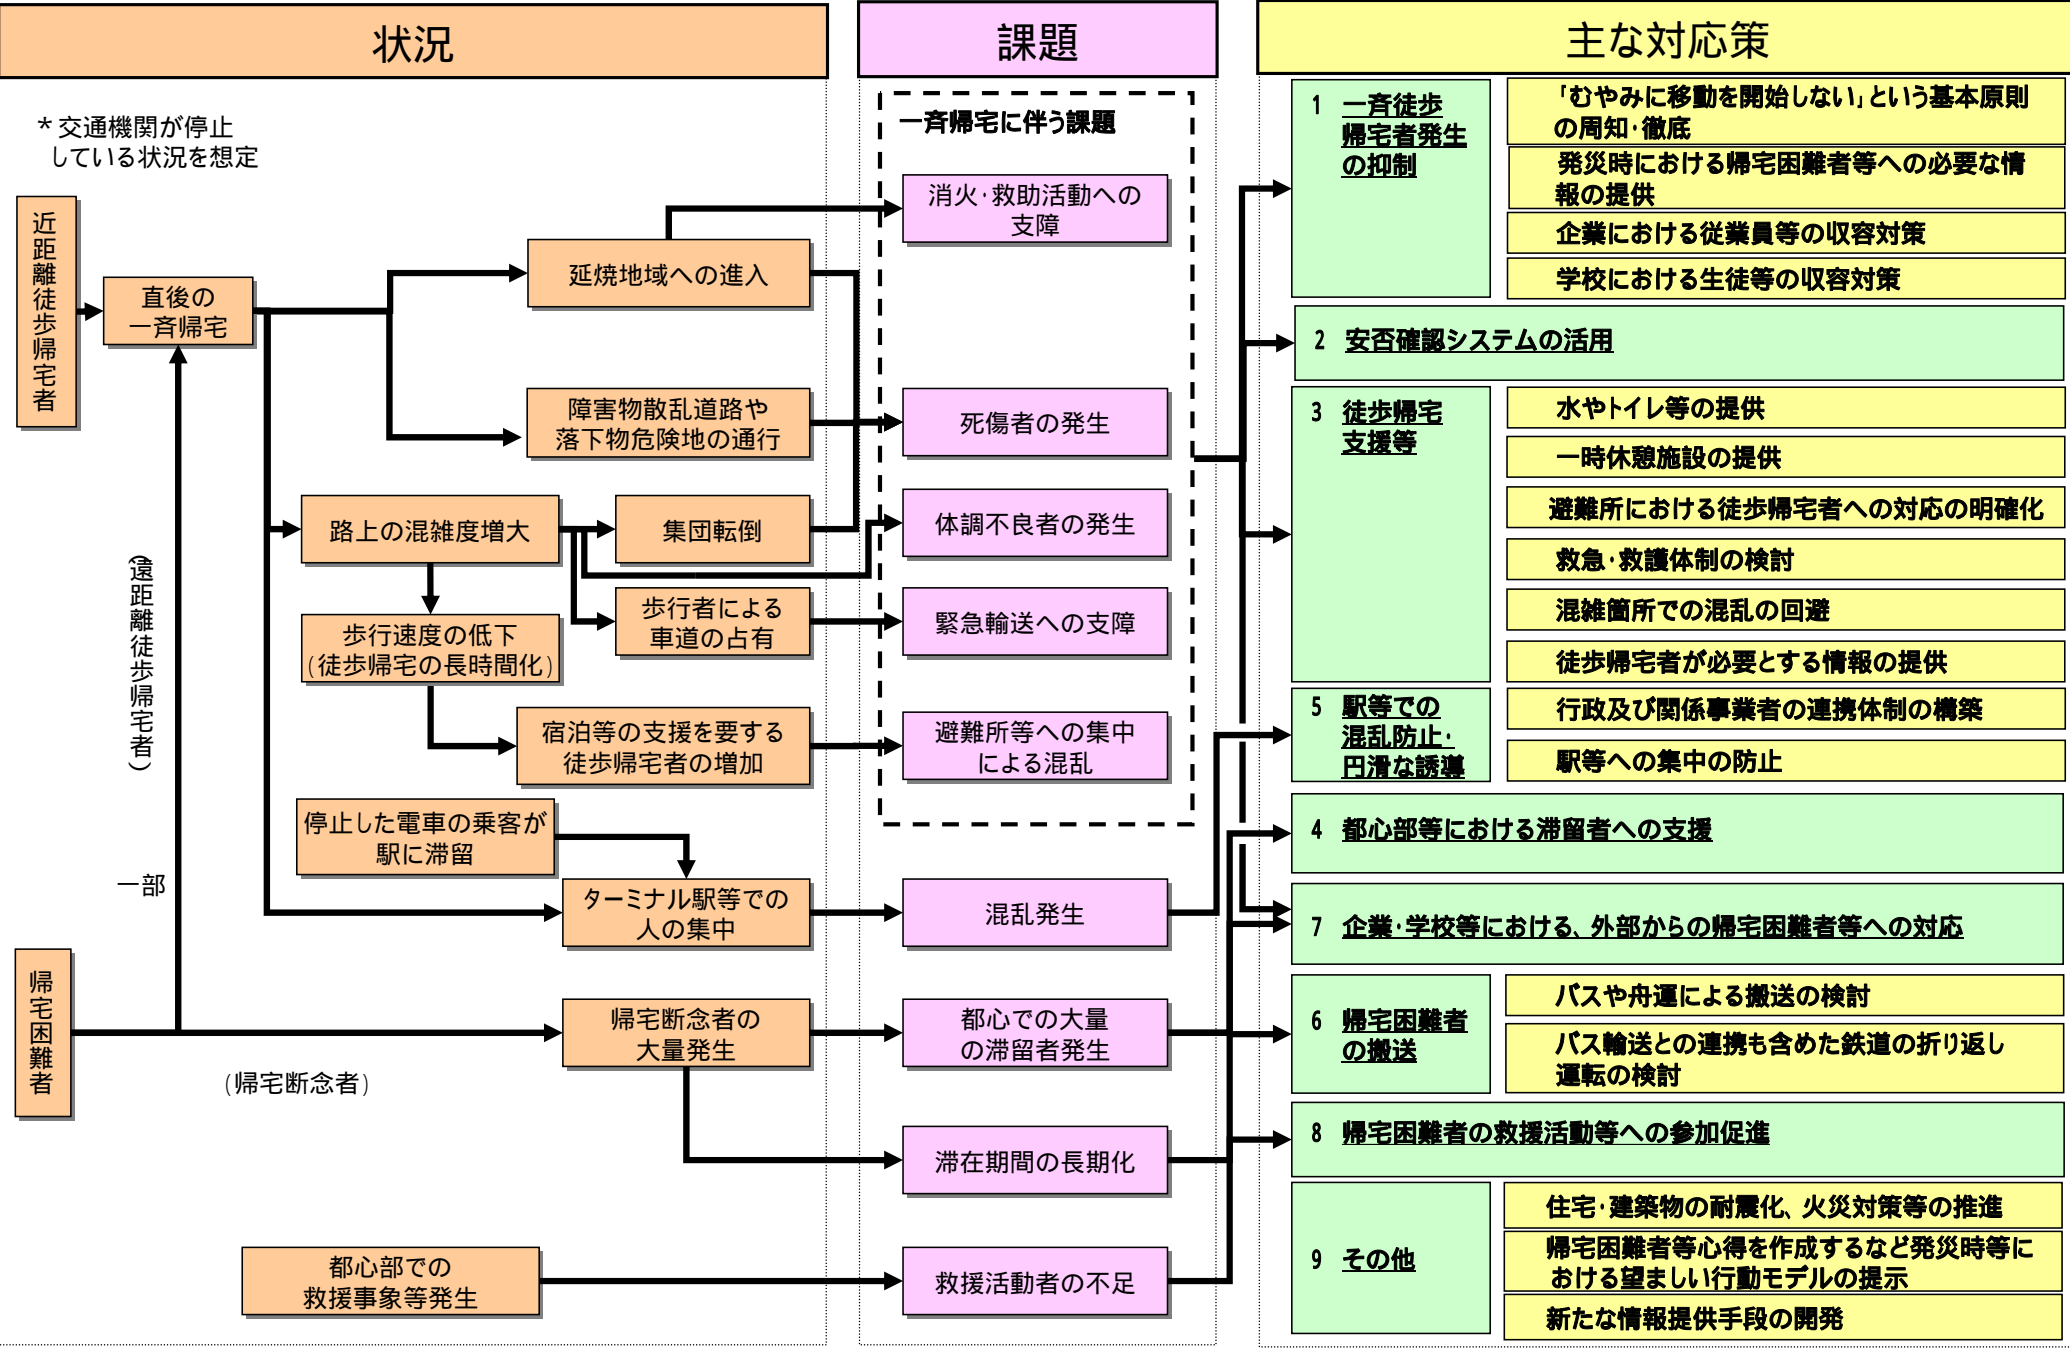 状況
課題
主な対応策
*交通機関が停止
している状況を想定
近距離徒歩帰宅者
直後の
一斉帰宅
延焼地域への進入
障害物散乱道路や
落下物危険地の通行
路上の混雑度増大
集団転倒
歩行者による
車道の占有
歩行速度の低下
(徒歩帰宅の長時間化)
宿泊等の支援を要する
徒歩帰宅者の増加
停止した電車の乗客が
駅に滞留
ターミナル駅等での
人の集中
(遠距離徒歩帰宅者)
一部
帰宅困難者
帰宅断念者の
大量発生
(帰宅断念者)
都心部での
救援事象等発生
一斉帰宅に伴う課題
消火・救助活動への
支障
死傷者の発生
体調不良者の発生
緊急輸送への支障
避難所等への集中
による混乱
混乱発生
都心での大量
の滞留者発生
滞在期間の長期化
救援活動者の不足
1 一斉徒歩
帰宅者発生
の抑制
「むやみに移動を開始しない」という基本原則
の周知・徹底
発災時における帰宅困難者等への必要な情
報の提供
企業における従業員等の収容対策
学校における生徒等の収容対策
2 安否確認システムの活用
3 徒歩帰宅
支援等
水やトイレ等の提供
一時休憩施設の提供
避難所における徒歩帰宅者への対応の明確化
救急・救護体制の検討
混雑箇所での混乱の回避
徒歩帰宅者が必要とする情報の提供
5 駅等での
混乱防止・
円滑な誘導
行政及び関係事業者の連携体制の構築
駅等への集中の防止
4 都心部等における滞留者への支援
7 企業・学校等における、外部からの帰宅困難者等への対応
6 帰宅困難者
の搬送
バスや舟運による搬送の検討
バス輸送との連携も含めた鉄道の折り返し
運転の検討
8 帰宅困難者の救援活動等への参加促進
9 その他
住宅・建築物の耐震化、火災対策等の推進
帰宅困難者等心得を作成するなど発災時等に
おける望ましい行動モデルの提示
新たな情報提供手段の開発